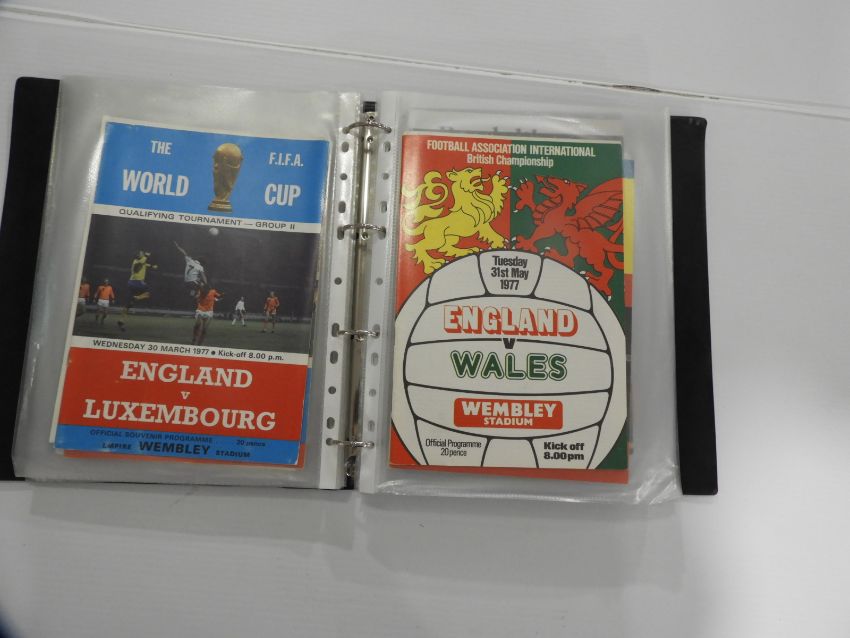 THE F.I.F.A.
WORLD CUP
QUALIFYING TOURNAMENT — GROUP II
WEDNESDAY 30 MARCH 1977 • Kick-off 8.00 p.m.
ENGLAND
v
LUXEMBOURG
OFFICIAL SOUVENIR PROGRAMME 20 pence
EMPIRE WEMBLEY STADIUM
FOOTBALL ASSOCIATION INTERNATIONAL
British Championship
Tuesday
31st May
1977
ENGLAND
V
WALES
WEMBLEY
STADIUM
Official Programme
20 pence
Kick off
8.00pm